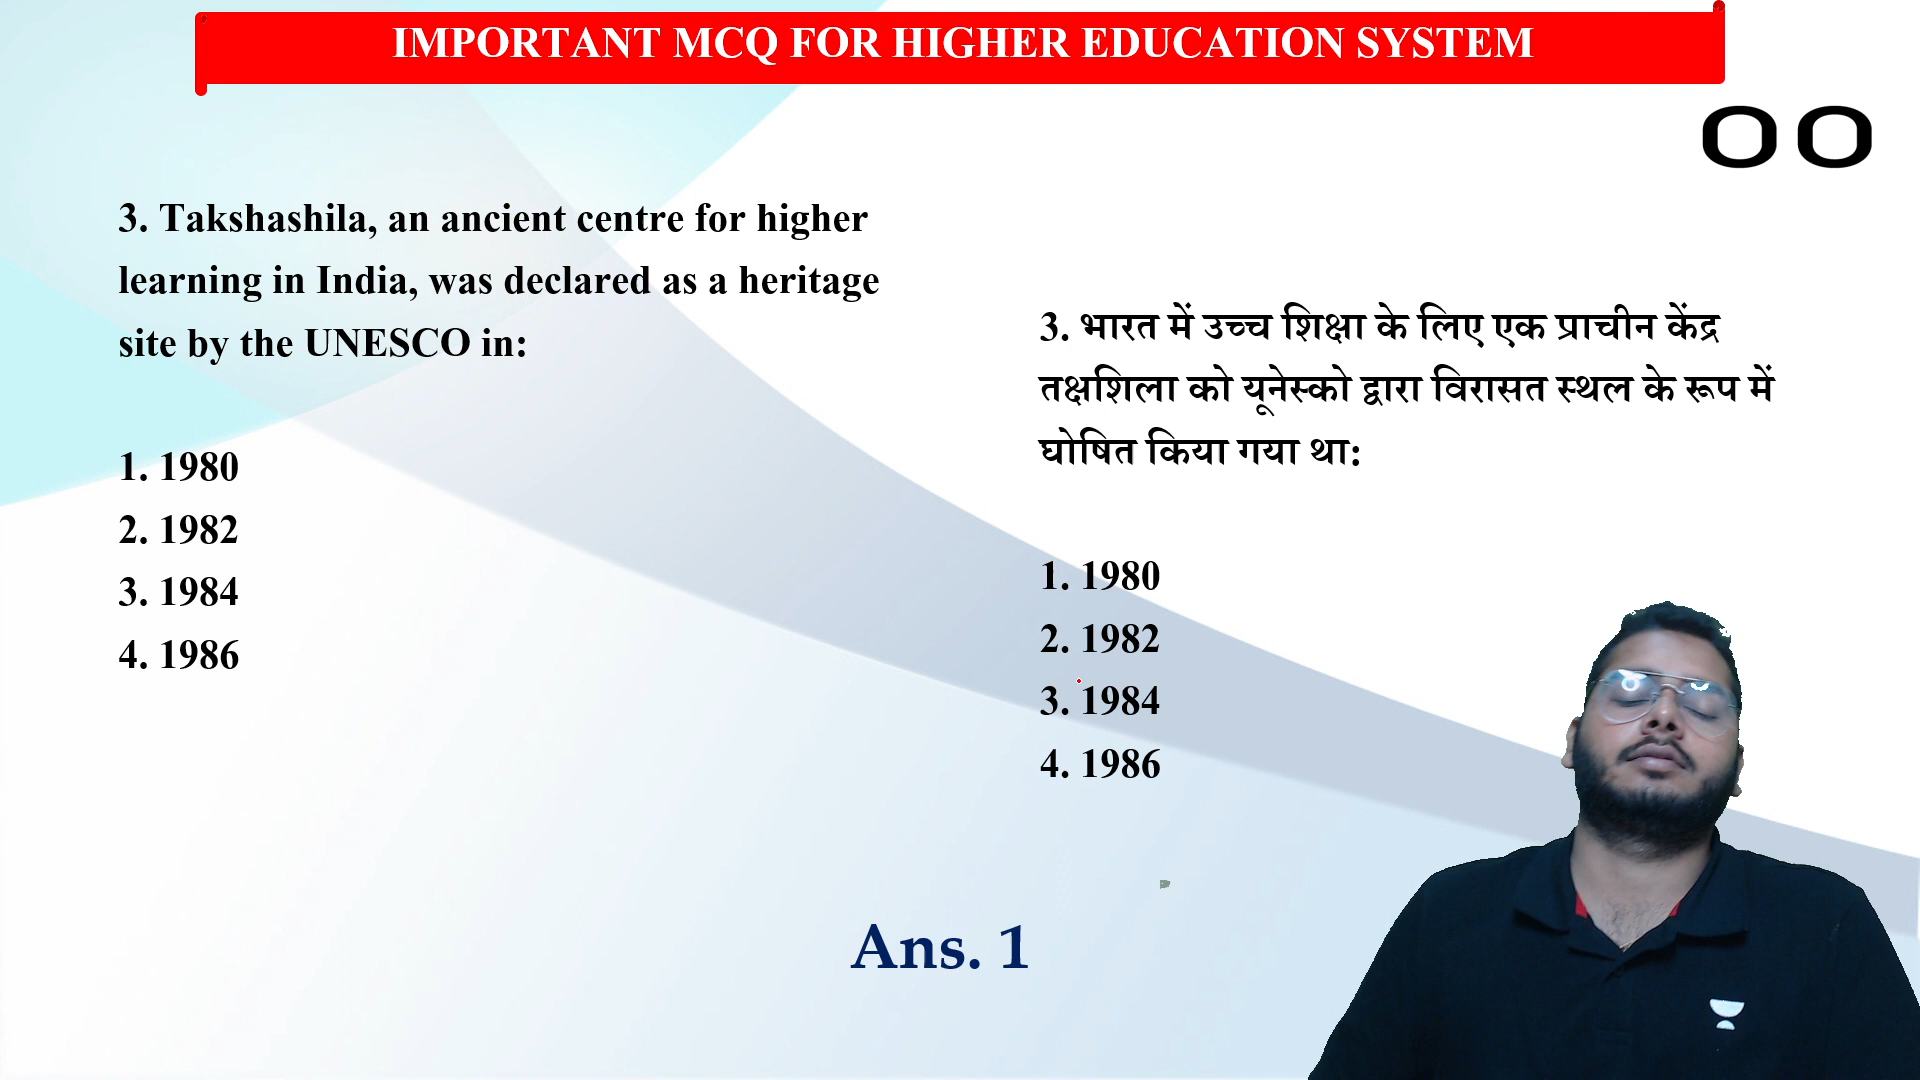 IMPORTANT MCQ FOR HIGHER EDUCATION SYSTEM
00
3. Takshashila, an ancient centre for higher
learning in India, was declared as a heritage
site by the UNESCO in:
1. 1980
2. 1982
3. 1984
4. 1986
3. भारत में उच्च शिक्षा के लिए एक प्राचीन केंद्र
तक्षशिला को यूनेस्को द्वारा विरासत स्थल के रूप में
घोषित किया गया था:
1. 1980
2. 1982
3. 1984
4. 1986
Ans. 1